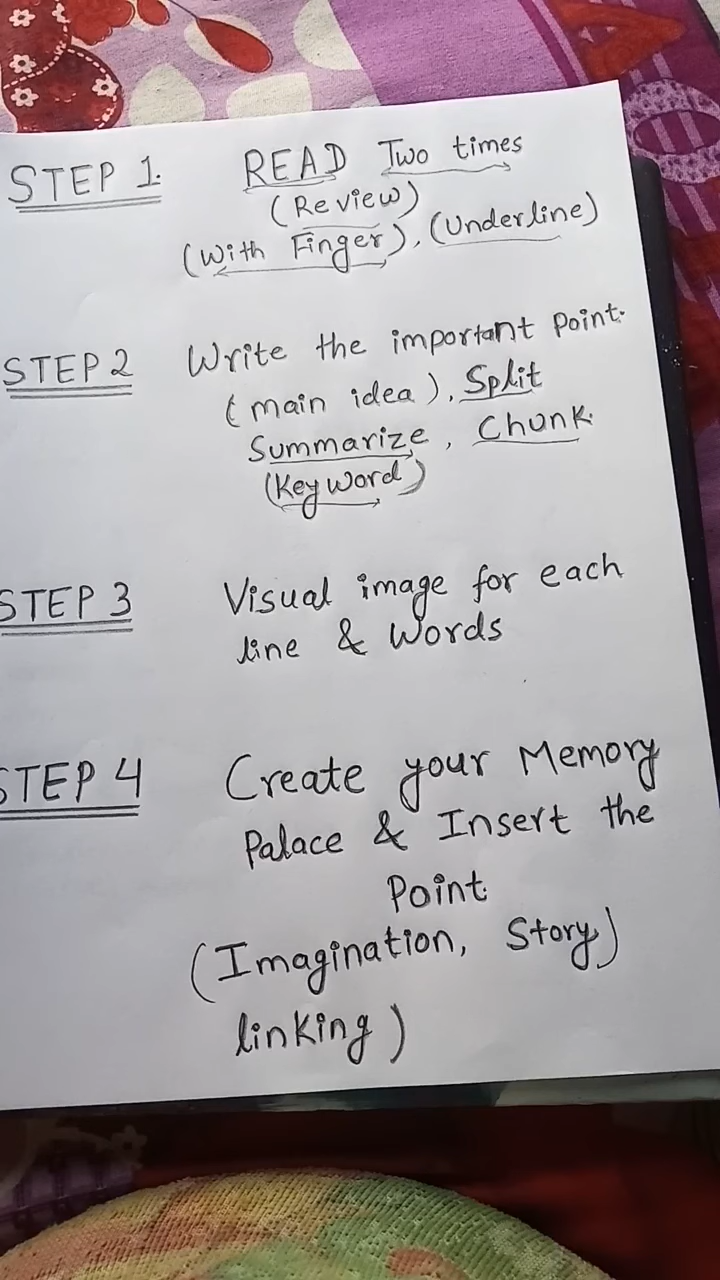 STEP 1. READ Two times
(Review)
(With Finger), (Underline)
STEP 2 Write the important Point.
(main idea), Split
Summarize, Chunk.
(Key word)
STEP 3 Visual image for each
line & Words
STEP 4 Create your Memory
Palace & Insert the
Point.
(Imagination, Story)
linking)